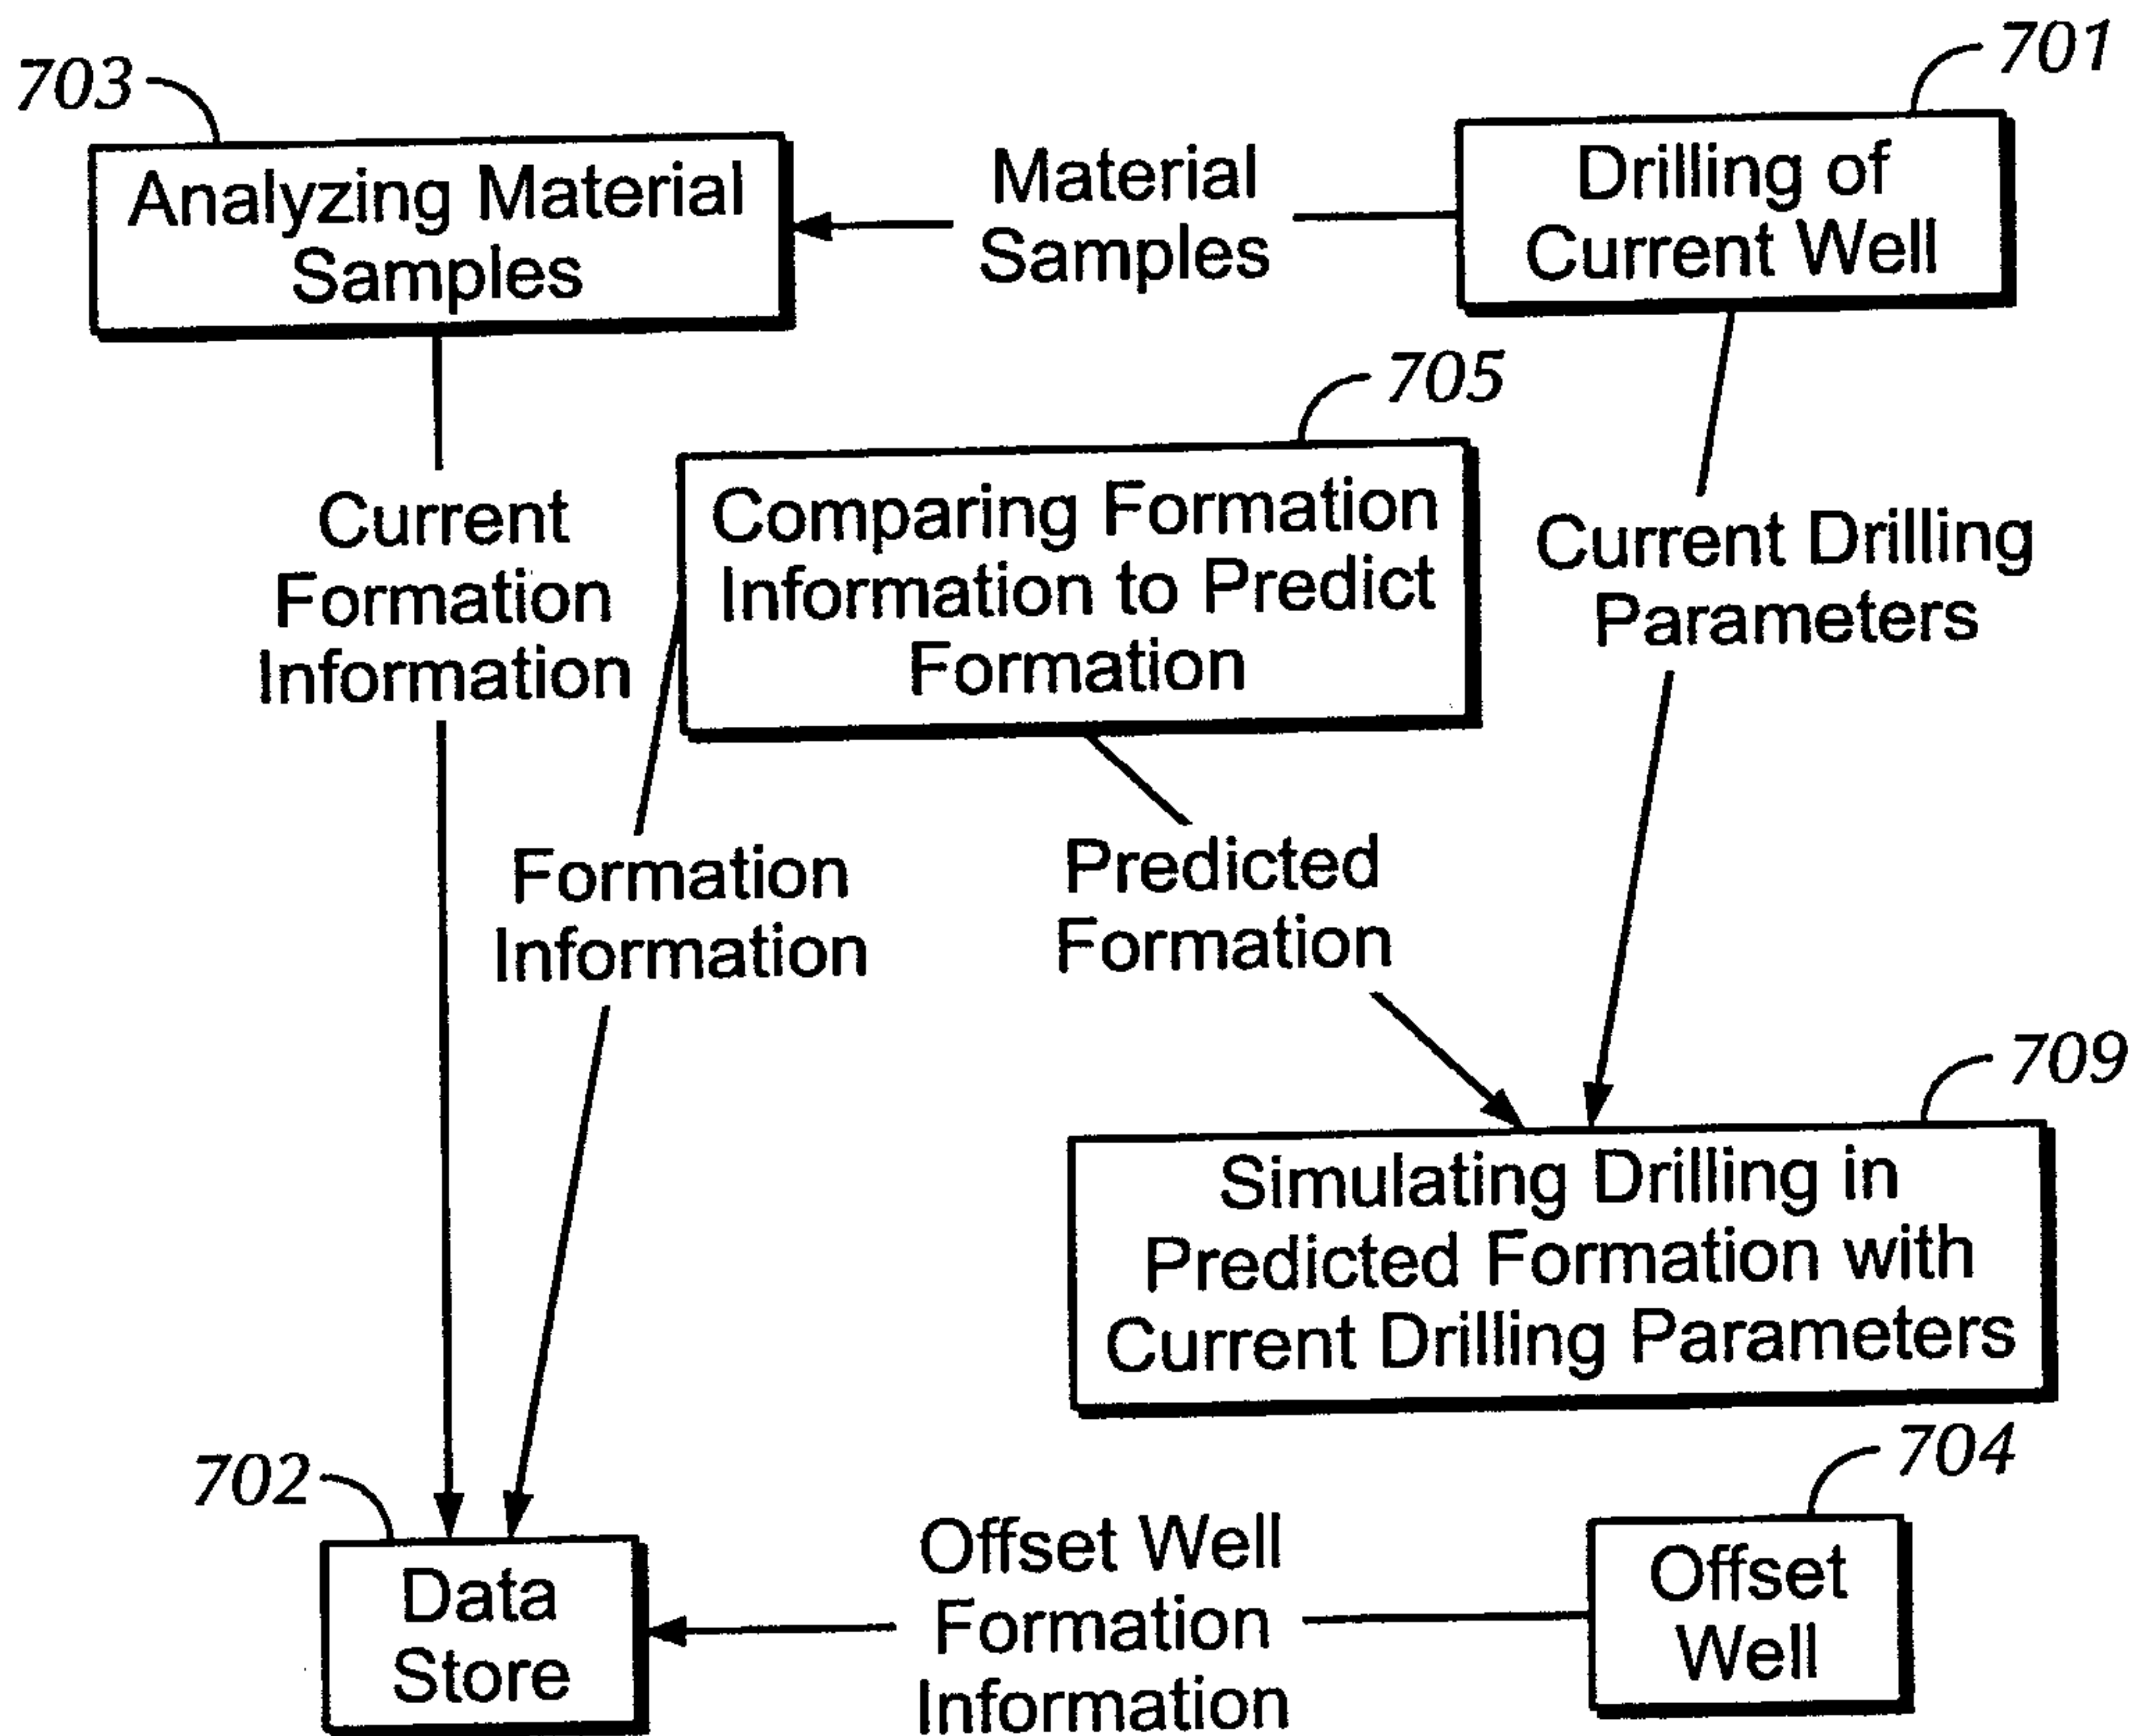 703
701
Analyzing Material
Samples
Material
Samples
Drilling of
Current Well
705
Current
Formation
Information
Comparing Formation
Information to Predict
Formation
Current Drilling
Parameters
Formation
Information
Predicted
Formation
709
Simulating Drilling in
Predicted Formation with
Current Drilling Parameters
702
704
Data
Store
Offset Well
Formation
Information
Offset
Well